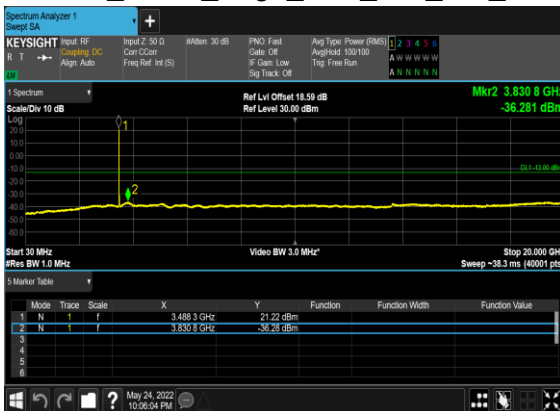 Spectrum Analyzer 1
Swept SA
KEYSIGHT
R T
LV
Input: RF
Coupling: DC
Align: Auto
Input Z: 50 Ω
Corr CCorr
Freq Ref: Int (S)
#Atten: 30 dB
PNO: Fast
Gate: Off
IF Gain: Low
Sig Track: Off
Avg Type: Power (RMS)
Avg|Hold: 100/100
Trig: Free Run
1 2 3 4 5 6
A W W W W W
A N N N N N
1 Spectrum
Scale/Div 10 dB
Ref Lvl Offset 18.59 dB
Ref Level 30.00 dBm
Mkr2 3.830 8 GHz
-36.281 dBm
Log
20.0
10.0
0.00
-10.0
-20.0
-30.0
-40.0
-50.0
-60.0
1
2
DL1 -13.00 dBm
Start 30 MHz
#Res BW 1.0 MHz
Video BW 3.0 MHz*
Stop 20.000 GH
Sweep ~38.3 ms (40001 pts
5 Marker Table
Mode Trace Scale X Y Function Function Width Function Value
1 N 1 f 3.488 3 GHz 21.22 dBm
2 N 1 f 3.830 8 GHz -36.28 dBm
3
4
5
6
?
May 24, 2022
10:06:04 PM